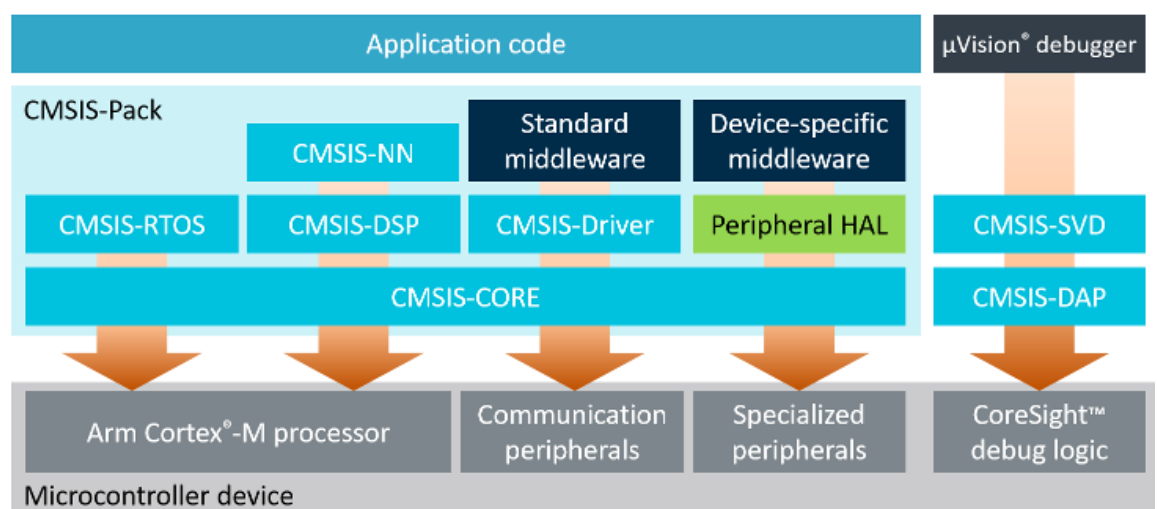 Application code
µVision® debugger
CMSIS-Pack
CMSIS-NN
Standard
middleware
Device-specific
middleware
CMSIS-RTOS
CMSIS-DSP
CMSIS-Driver
Peripheral HAL
CMSIS-SVD
CMSIS-CORE
CMSIS-DAP
Arm Cortex®-M processor
Communication
peripherals
Specialized
peripherals
CoreSight™
debug logic
Microcontroller device